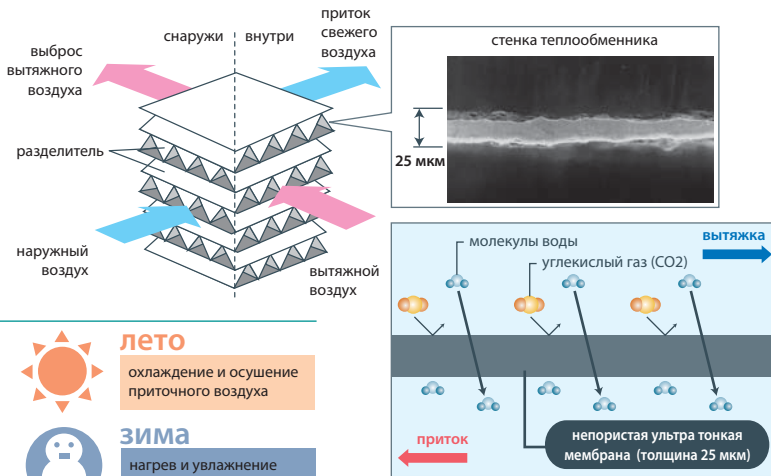 снаружи
внутри
приток
свежего
воздуха
выброс
вытяжного
воздуха
разделитель
наружный
воздух
вытяжной
воздух
стенка теплообменника
25 мкм
молекулы воды
углекислый газ (CO2)
вытяжка
приток
непористая ультра тонкая
мембрана (толщина 25 мкм)
лето
охлаждение и осушение
приточного воздуха
зима
нагрев и увлажнение